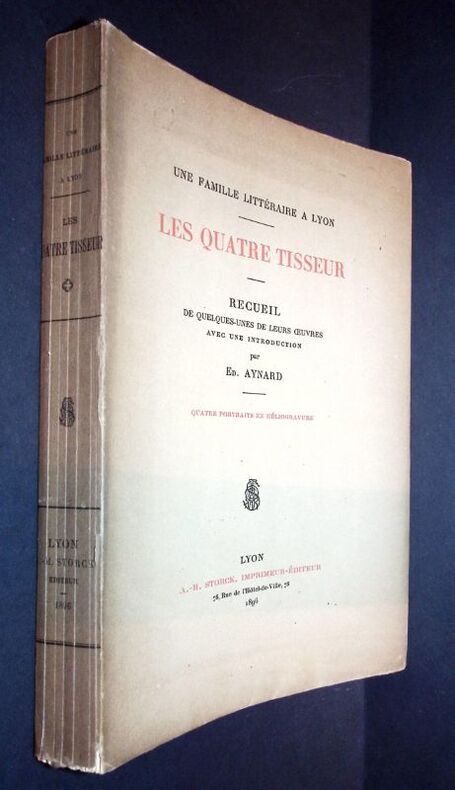 UNE FAMILLE LITTÉRAIRE A LYON
LES QUATRE TISSEUR
RECUEIL
DE QUELQUES-UNES DE LEURS ŒUVRES
AVEC UNE INTRODUCTION
par
ED. AYNARD
QUATRE PORTRAITS EN HÉLIOGRAVURE
LYON
A.-H. STORCK, IMPRIMEUR-ÉDITEUR
78, Rue de l'Hôtel-de-Ville, 78
1896
UNE
FAMILLE LITTÉRAIRE
A LYON
LES
QUATRE TISSEUR
LYON
A.-H. STORCK
ÉDITEUR
1896